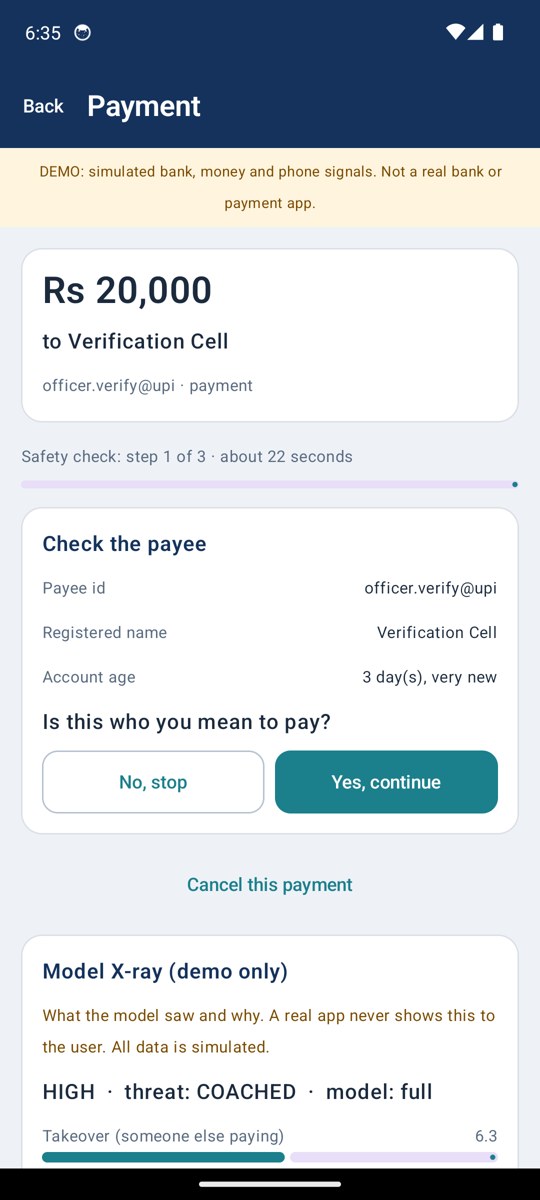 6:35
Back Payment
DEMO: simulated bank, money and phone signals. Not a real bank or
payment app.
Rs 20,000
to Verification Cell
officer.verify@upi · payment
Safety check: step 1 of 3 · about 22 seconds
Check the payee
Payee id officer.verify@upi
Registered name Verification Cell
Account age 3 day(s), very new
Is this who you mean to pay?
No, stop Yes, continue
Cancel this payment
Model X-ray (demo only)
What the model saw and why. A real app never shows this to
the user. All data is simulated.
HIGH · threat: COACHED · model: full
Takeover (someone else paying) 6.3